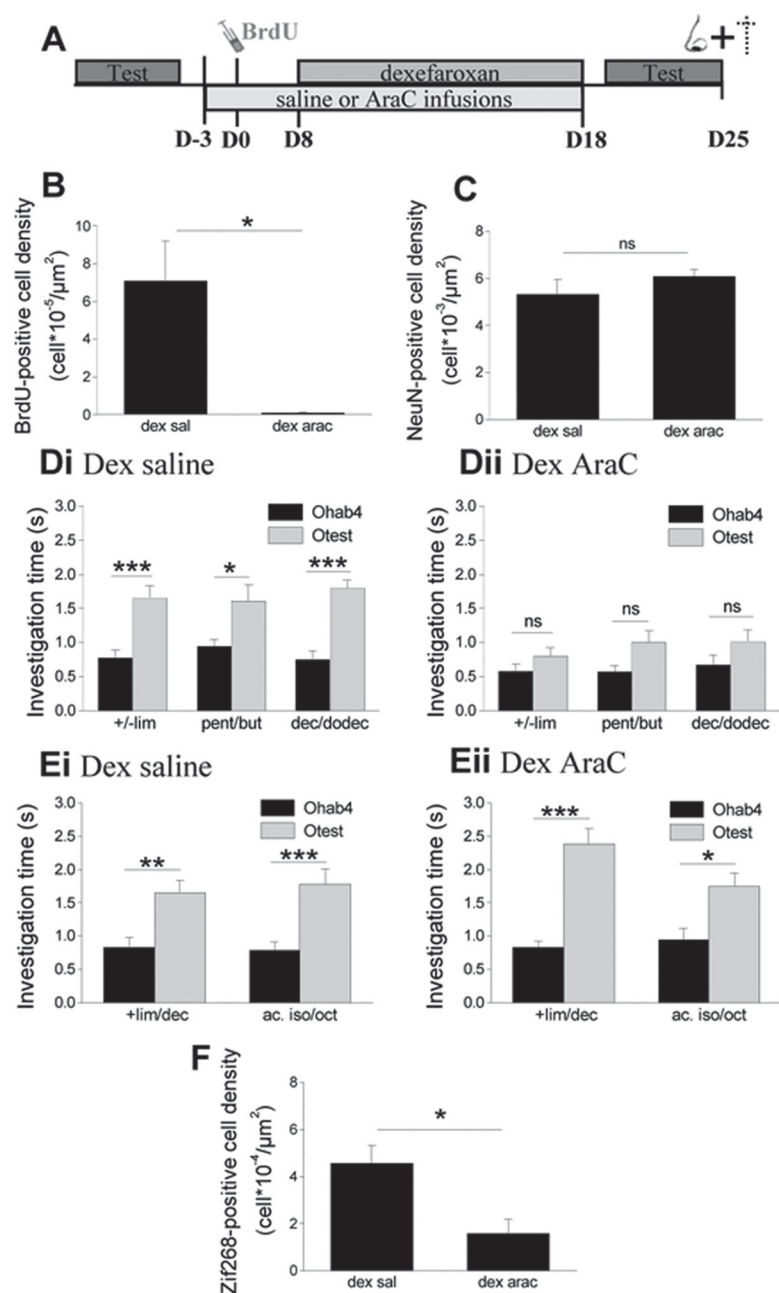 A
BrdU
Test
dexefaroxan
Test
saline or AraC infusions
D-3 D0 D8 D18 D25
B
BrdU-positive cell density
(cell*10-5/µm²)
10
8
6
4
2
0
*
dex sal dex arac
C
NeuN-positive cell density
(cell*10-3/µm²)
8
6
4
2
0
ns
dex sal dex arac
Di Dex saline
Investigation time (s)
3.0
2.5
2.0
1.5
1.0
0.5
0.0
Ohab4
Otest
*** * ***
+/-lim pent/but dec/dodec
Dii Dex AraC
Investigation time (s)
3.0
2.5
2.0
1.5
1.0
0.5
0.0
Ohab4
Otest
ns ns ns
+/-lim pent/but dec/dodec
Ei Dex saline
Investigation time (s)
3.0
2.5
2.0
1.5
1.0
0.5
0.0
Ohab4
Otest
** ***
+lim/dec ac. iso/oct
Eii Dex AraC
Investigation time (s)
3.0
2.5
2.0
1.5
1.0
0.5
0.0
Ohab4
Otest
*** *
+lim/dec ac. iso/oct
F
Zif268-positive cell density
(cell*10-4/µm²)
8
6
4
2
0
*
dex sal dex arac